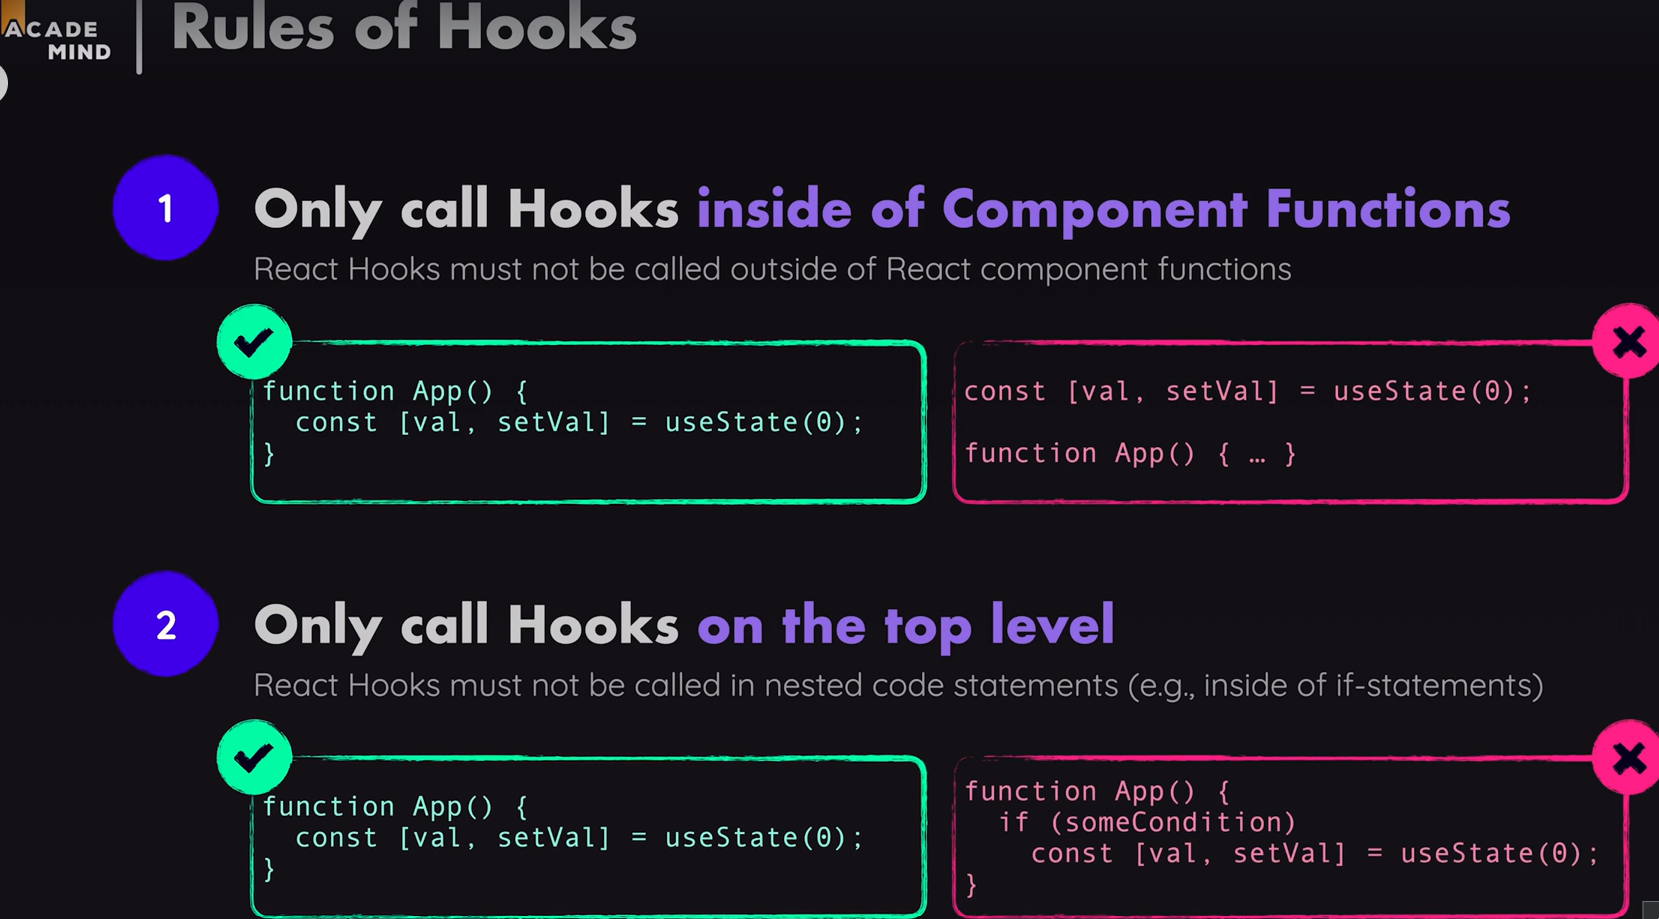 ACADE
MIND
Rules of Hooks
1
Only call Hooks inside of Component Functions
React Hooks must not be called outside of React component functions
function App() {
  const [val, setVal] = useState(0);
}
const [val, setVal] = useState(0);
function App() { … }
2
Only call Hooks on the top level
React Hooks must not be called in nested code statements (e.g., inside of if-statements)
function App() {
  const [val, setVal] = useState(0);
}
function App() {
  if (someCondition)
    const [val, setVal] = useState(0);
}